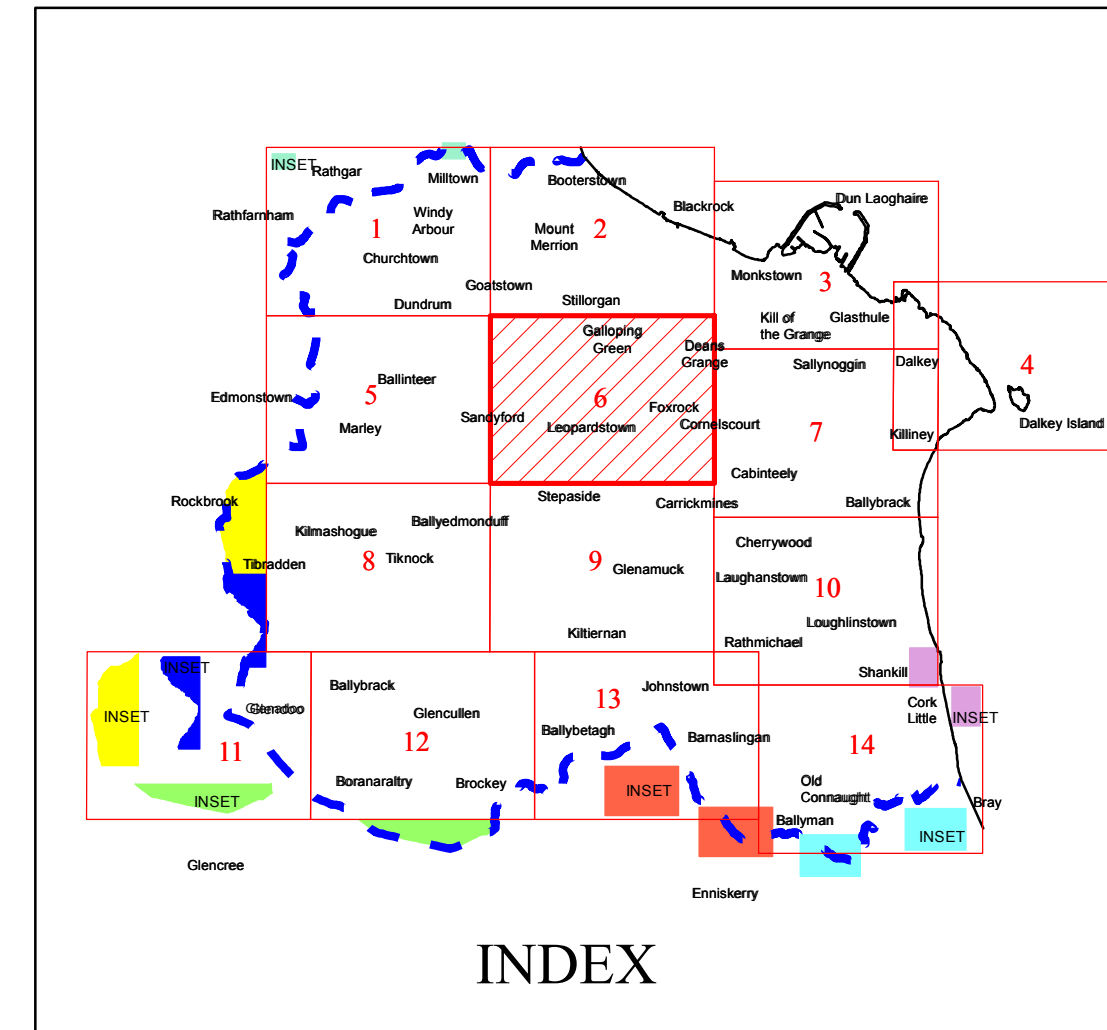 INSET
Rathgar
Milltown
Booterstown
Dun Laoghaire
Blackrock
Rathfarnham
Windy
Arbour
1
Mount
Merrion
2
Churchtown
Monkstown
3
Goatstown
Dundrum
Stillorgan
Kill of
the Grange
Glasthule
Galloping
Green
Deans
Grange
Sallynoggin
Dalkey
4
Dalkey Island
Edmonstown
Ballinteer
5
Marley
Sandyford
6
Foxrock
Leopardstown
Cornelscourt
7
Killiney
Cabinteely
Rockbrook
Stepaside
Carrickmines
Ballybrack
Kilmashogue
Ballyedmonduff
Tibradden
8
Tiknock
9
Glenamuck
Cherrywood
Laughanstown
10
Loughlinstown
Kiltiernan
Rathmichael
Shankill
INSET
INSET
Glendoo
11
INSET
Ballybrack
Glencullen
12
Boranaraltry
Brockey
13
Johnstown
Ballybetagh
Barnaslingan
INSET
Cork
Little
INSET
14
Old
Connaught
Ballyman
Bray
INSET
Glencree
Enniskerry
INDEX